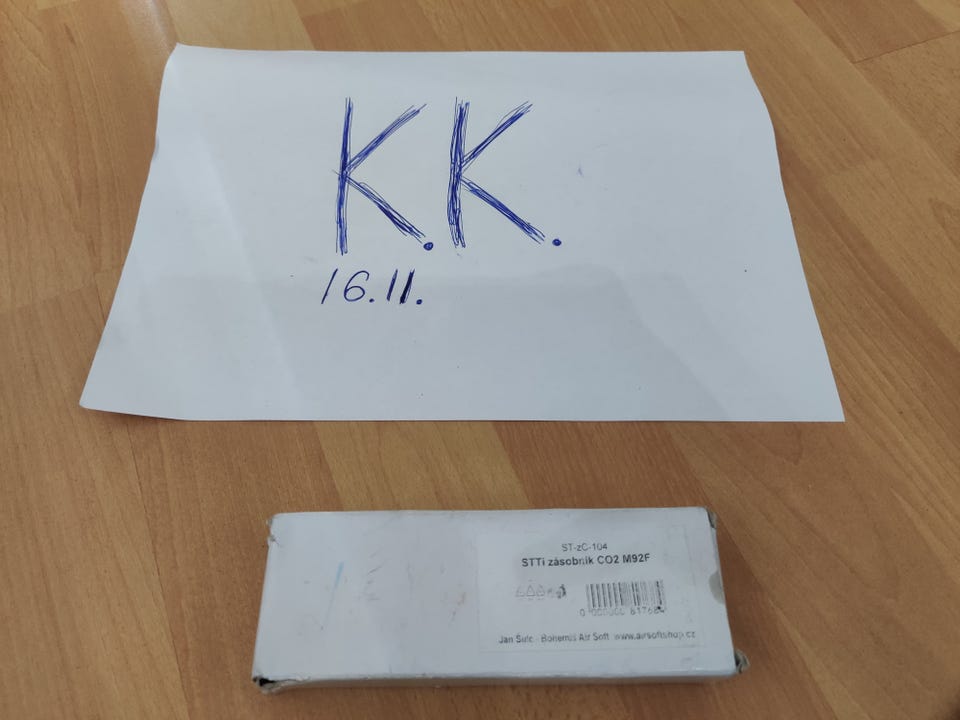 K.K.
16.11.
ST-zC-104
STTi zásobník CO2 M92F
Jan Šulc - Bohemia Air Soft www.airsoftshop.cz